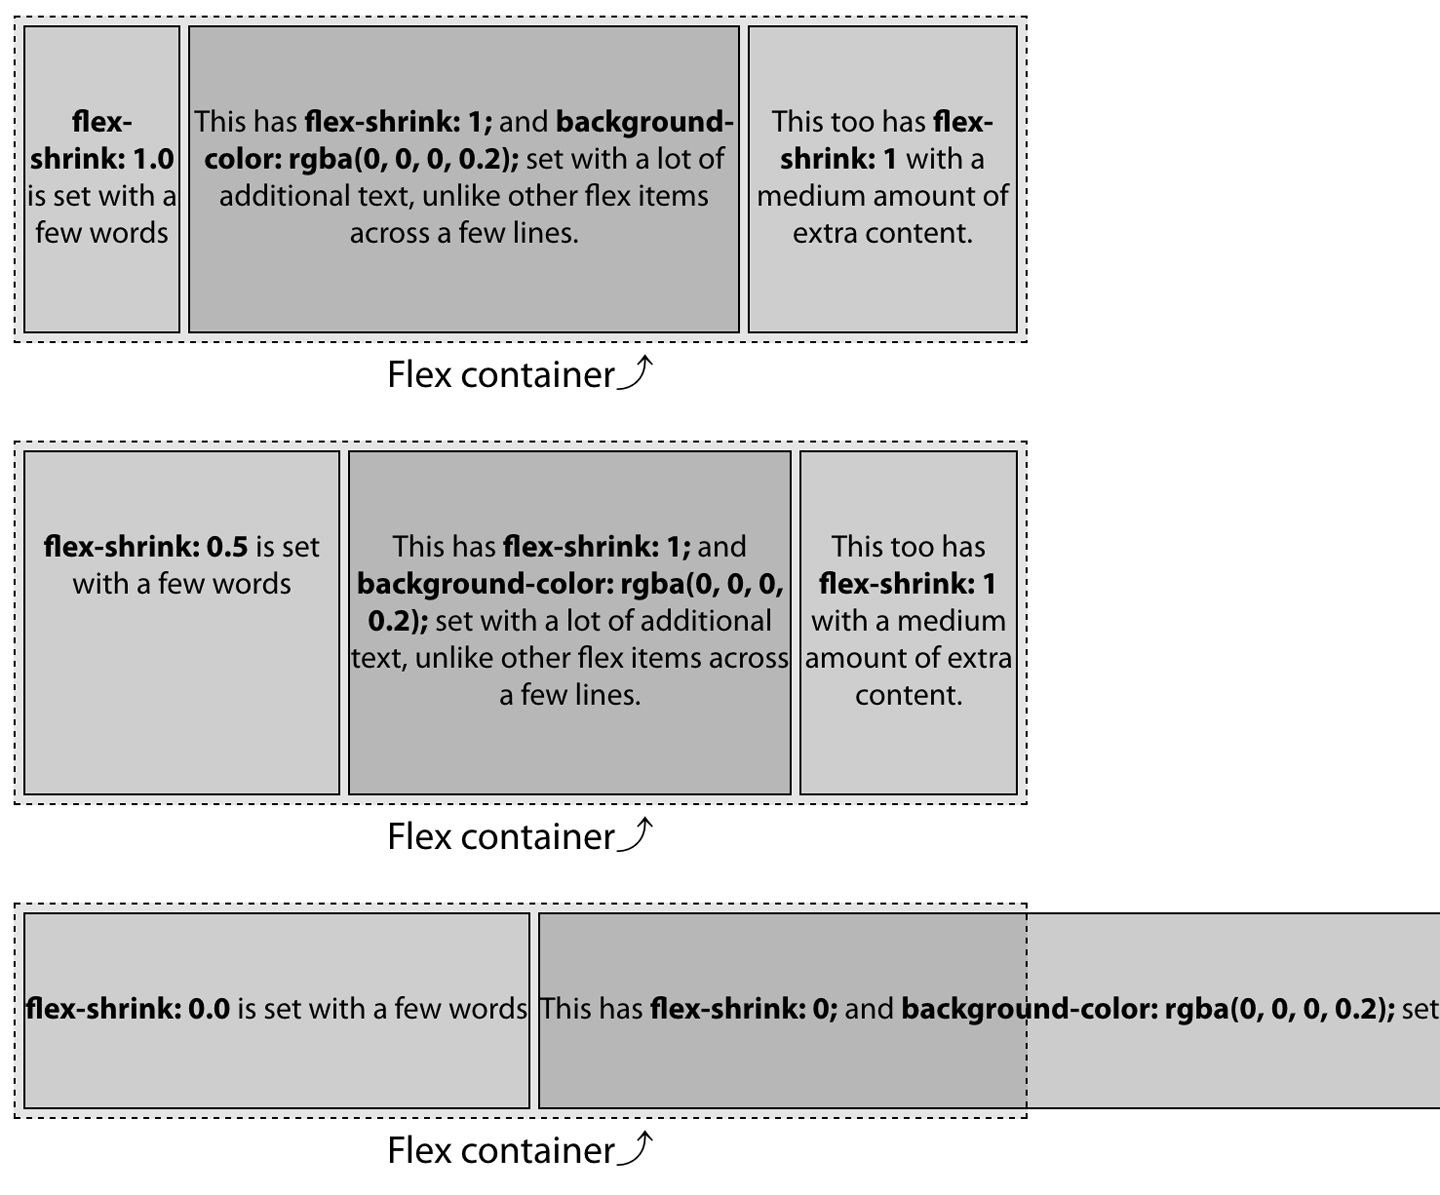 flex-
shrink: 1.0
is set with a
few words
This has flex-shrink: 1; and background-
color: rgba(0, 0, 0, 0.2); set with a lot of
additional text, unlike other flex items
across a few lines.
This too has flex-
shrink: 1 with a
medium amount of
extra content.
Flex container
flex-shrink: 0.5 is set
with a few words
This has flex-shrink: 1; and
background-color: rgba(0, 0, 0,
0.2); set with a lot of additional
text, unlike other flex items across
a few lines.
This too has
flex-shrink: 1
with a medium
amount of extra
content.
Flex container
flex-shrink: 0.0 is set with a few words
This has flex-shrink: 0; and background-color: rgba(0, 0, 0, 0.2); set
Flex container